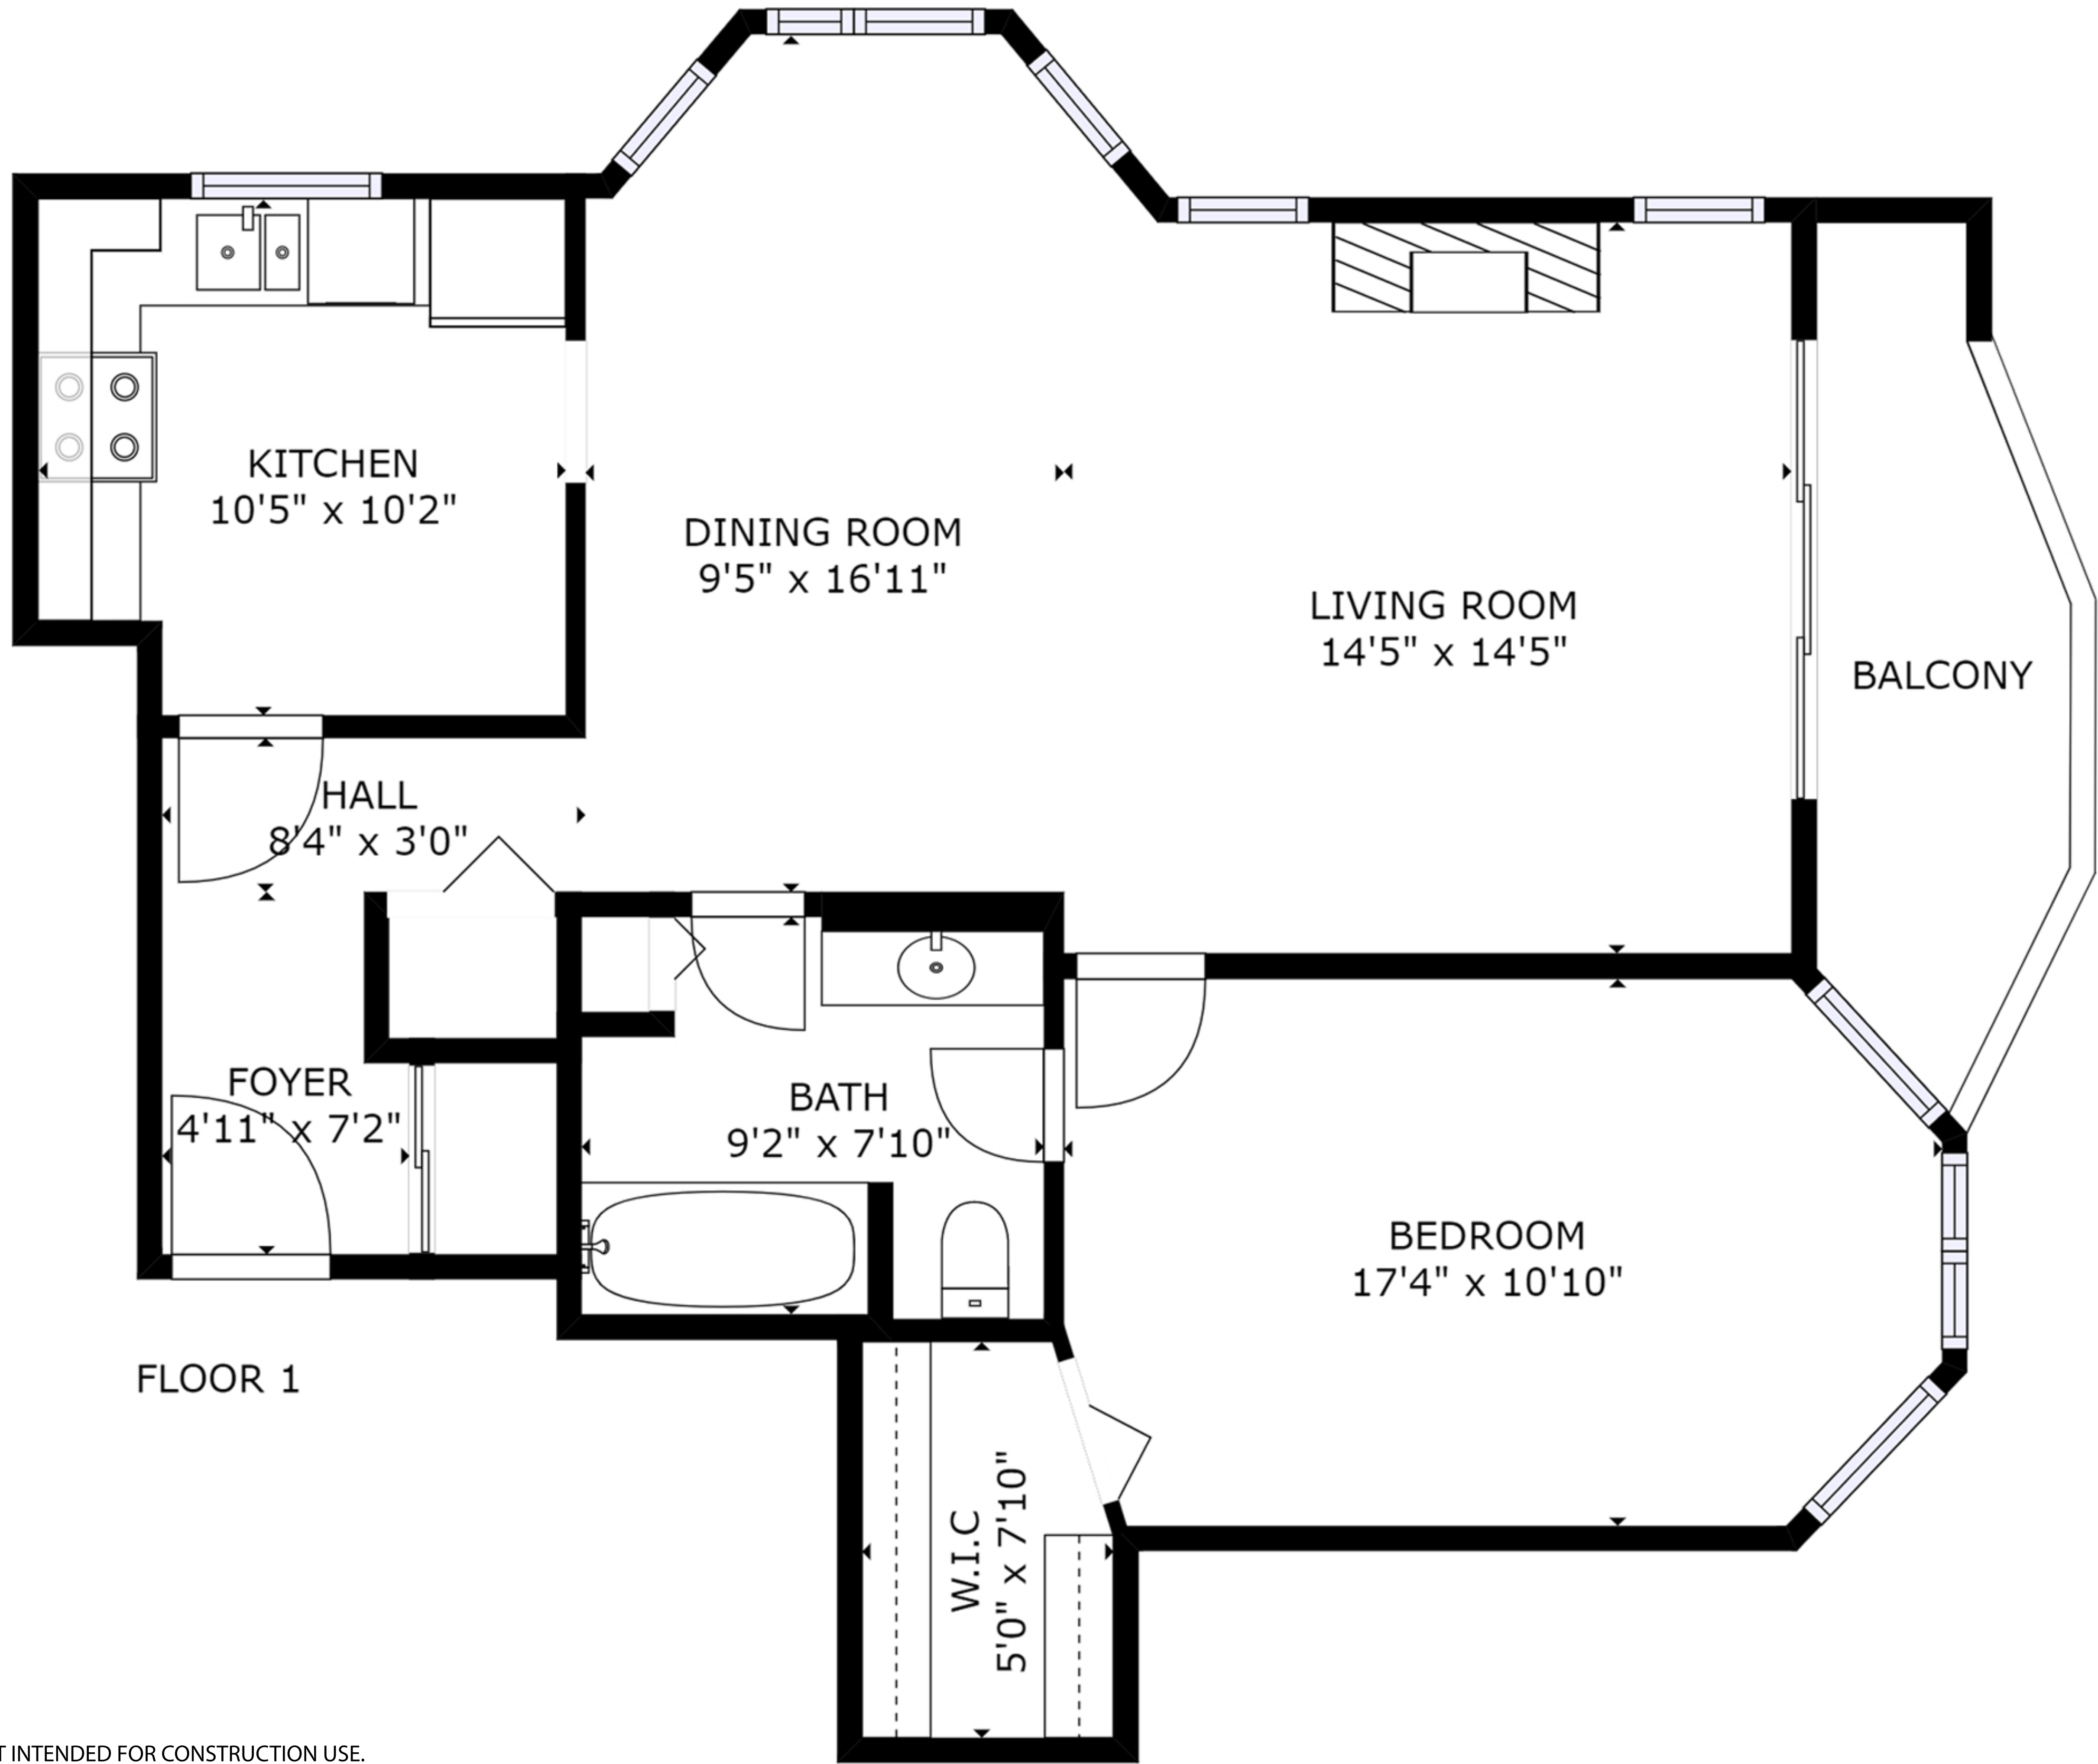 KITCHEN
10'5" x 10'2"
DINING ROOM
9'5" x 16'11"
LIVING ROOM
14'5" x 14'5"
BALCONY
HALL
8'4" x 3'0"
FOYER
4'11" x 7'2"
BATH
9'2" x 7'10"
BEDROOM
17'4" x 10'10"
FLOOR 1
W.I.C
5'0" x 7'10"
INTENDED FOR CONSTRUCTION USE.